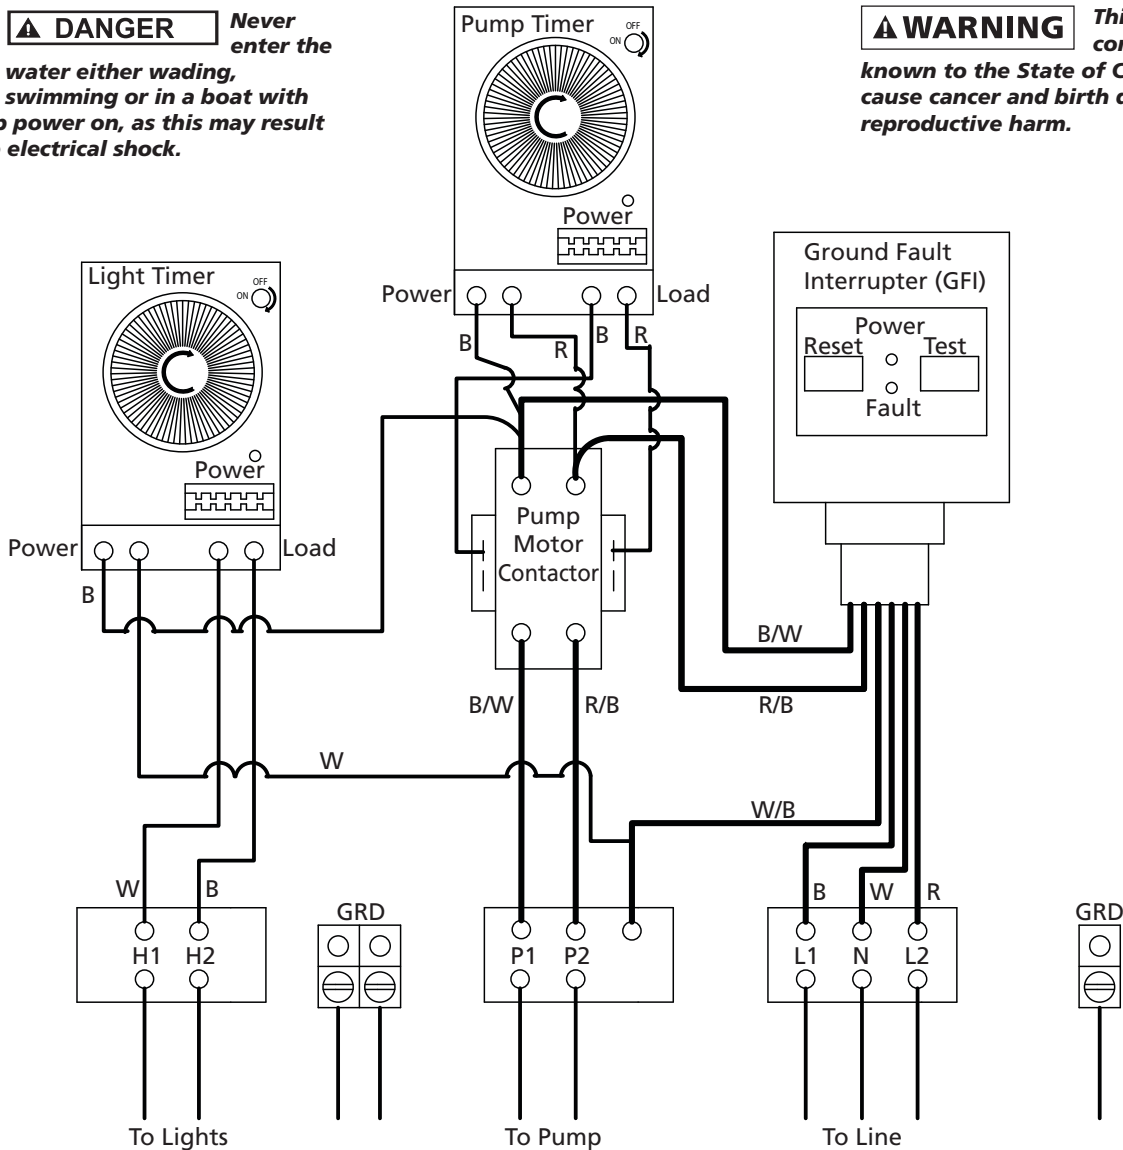 DANGER Never
enter the
water either wading,
swimming or in a boat with
power on, as this may result
electrical shock.
WARNING
known to the State of
cause cancer and birth
reproductive harm.
Pump Timer
OFF
ON
Power
Power
Load
B
R
B
R
Light Timer
OFF
ON
Power
Power
Load
B
Ground Fault
Interrupter (GFI)
Power
Reset
Test
Fault
Pump
Motor
Contactor
B/W
R/B
B/W
R/B
W
W/B
W
B
B
W
R
GRD
GRD
H1 H2
P1 P2
L1 N L2
To Lights
To Pump
To Line